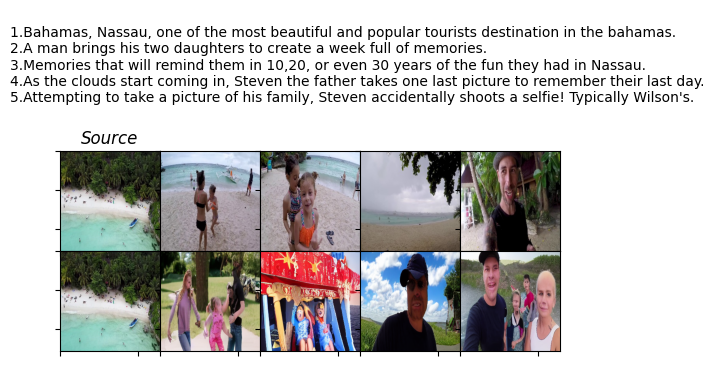 1.Bahamas, Nassau, one of the most beautiful and popular tourists destination in the bahamas.
2.A man brings his two daughters to create a week full of memories.
3.Memories that will remind them in 10,20, or even 30 years of the fun they had in Nassau.
4.As the clouds start coming in, Steven the father takes one last picture to remember their last day.
5.Attempting to take a picture of his family, Steven accidentally shoots a selfie! Typically Wilson's.
Source